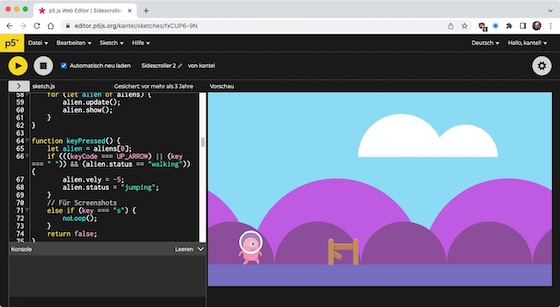 p5.js Web Editor | Sidescroller
editor.p5js.org/kantel/sketches/fxCUP6-9N
p5* Datei Bearbeiten Sketch Hilfe Deutsch Hallo, kantel!
Automatisch neu laden Sidescroller 2 von kantel
sketch.js Gesichert: vor mehr als 3 Jahre Vorschau
58 for (let alien of aliens) {
59 alien.update();
60 alien.show();
61 }
62 }
63
64 function keyPressed() {
65 let alien = aliens[0];
66 if (((keyCode === UP_ARROW) || (key
=== " ")) && (alien.status == "walking"))
{
67 alien.vely = -5;
68 alien.status = "jumping";
69 }
70 // Für Screenshots
71 else if (key === "s") {
72 noLoop();
73 }
74 return false;
75 }
Konsole Leeren